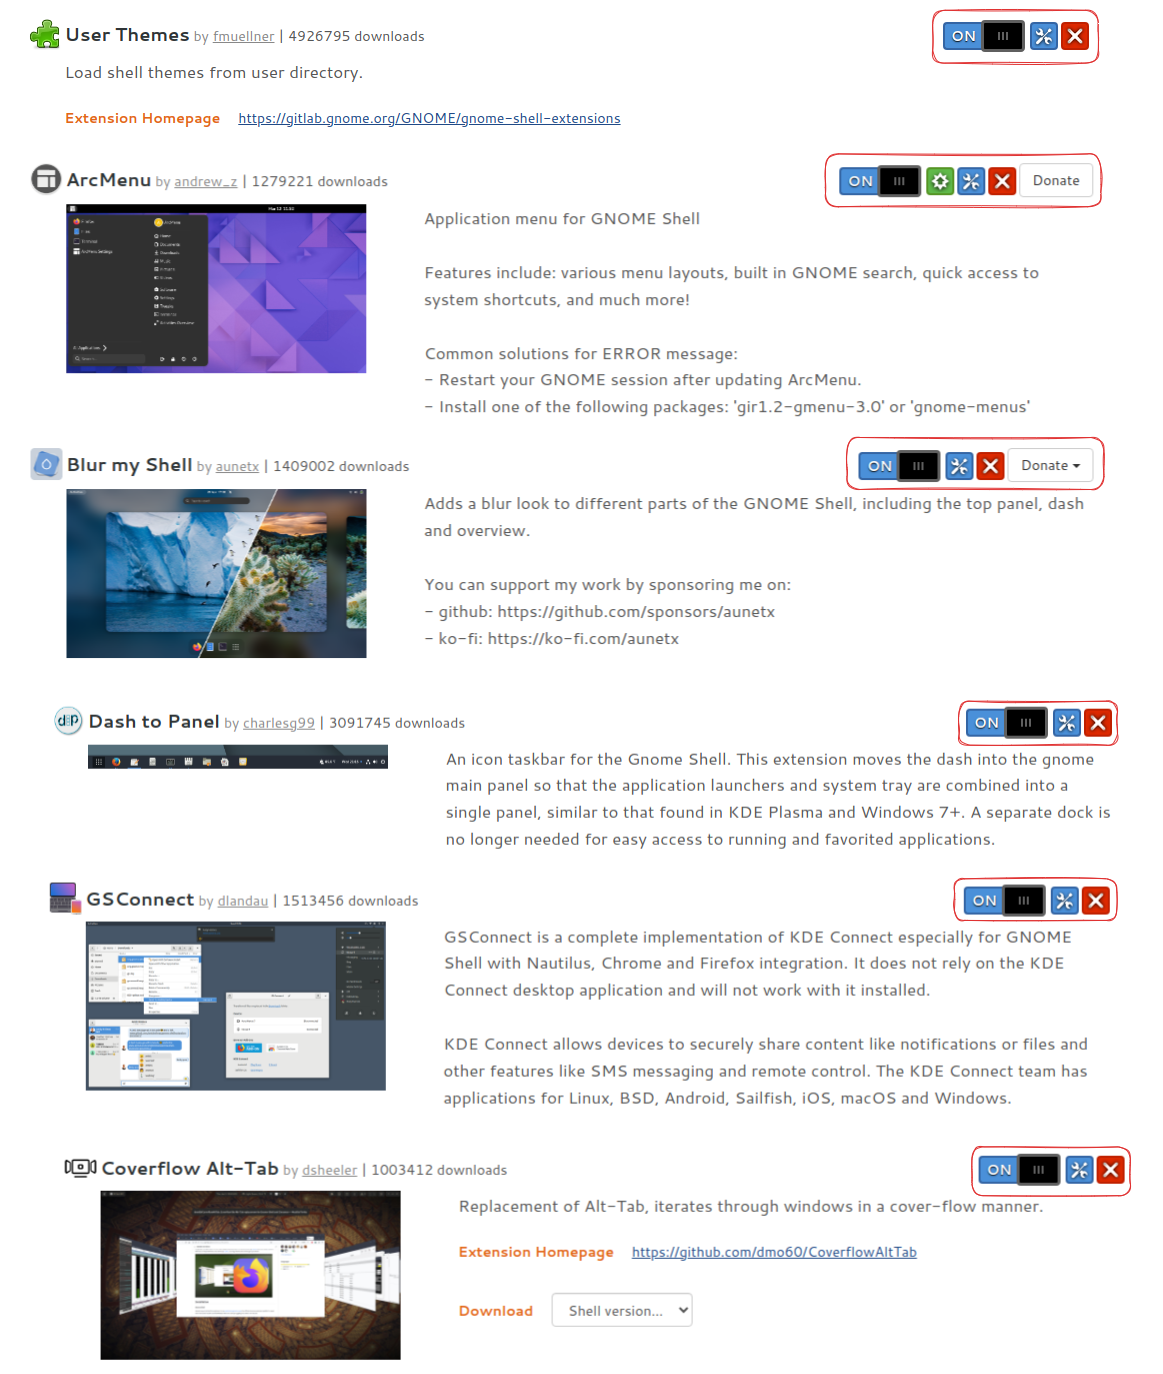 User Themes by fmuellner | 4926795 downloads
ON
Load shell themes from user directory.
Extension Homepage https://gitlab.gnome.org/GNOME/gnome-shell-extensions
ArcMenu by andrew_z | 1279221 downloads
ON Donate
Application menu for GNOME Shell
Features include: various menu layouts, built in GNOME search, quick access to
system shortcuts, and much more!
Common solutions for ERROR message:
- Restart your GNOME session after updating ArcMenu.
- Install one of the following packages: 'gir1.2-gmenu-3.0' or 'gnome-menus'
Blur my Shell by aunetx | 1409002 downloads
ON Donate
Adds a blur look to different parts of the GNOME Shell, including the top panel, dash
and overview.
You can support my work by sponsoring me on:
- github: https://github.com/sponsors/aunetx
- ko-fi: https://ko-fi.com/aunetx
Dash to Panel by charlesg99 | 3091745 downloads
ON
An icon taskbar for the Gnome Shell. This extension moves the dash into the gnome
main panel so that the application launchers and system tray are combined into a
single panel, similar to that found in KDE Plasma and Windows 7+. A separate dock is
no longer needed for easy access to running and favorited applications.
GSConnect by dlandau | 1513456 downloads
ON
GSConnect is a complete implementation of KDE Connect especially for GNOME
Shell with Nautilus, Chrome and Firefox integration. It does not rely on the KDE
Connect desktop application and will not work with it installed.
KDE Connect allows devices to securely share content like notifications or files and
other features like SMS messaging and remote control. The KDE Connect team has
applications for Linux, BSD, Android, Sailfish, iOS, macOS and Windows.
Coverflow Alt-Tab by dsheeler | 1003412 downloads
ON
Replacement of Alt-Tab, iterates through windows in a cover-flow manner.
Extension Homepage https://github.com/dmo60/CoverflowAltTab
Download Shell version...